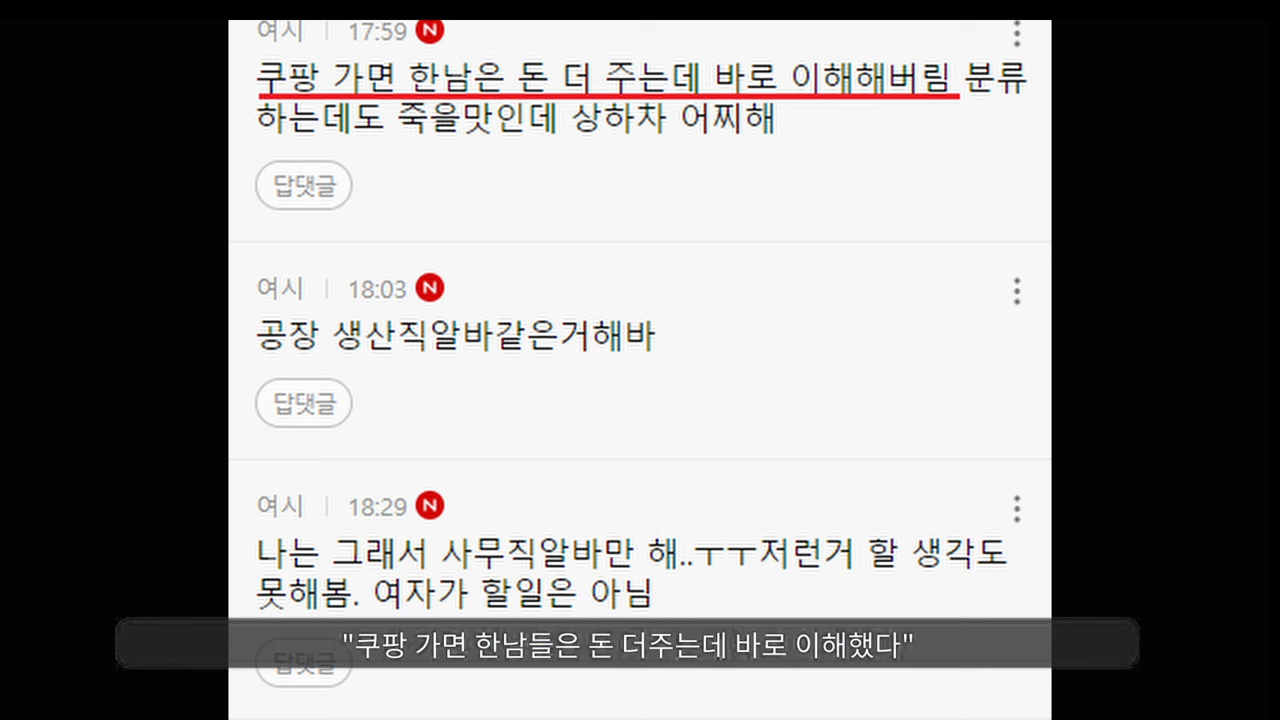 여시 | 17:59 N
쿠팡 가면 한남은 돈 더 주는데 바로 이해해버림 분류
하는데도 죽을맛인데 상하차 어찌해
답댓글
여시 | 18:03 N
공장 생산직알바같은거해바
답댓글
여시 | 18:29 N
나는 그래서 사무직알바만 해..ㅜㅜ저런거 할 생각도
못해봄. 여자가 할일은 아님
"쿠팡 가면 한남들은 돈 더주는데 바로 이해했다"
답댓글